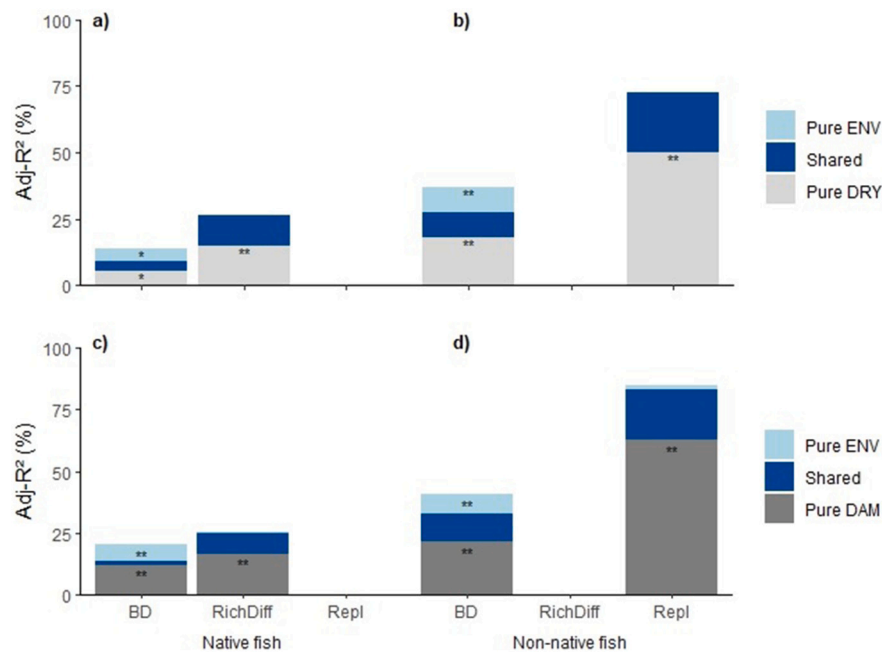 a)
b)
100
75
50
25
0
Adj-R² (%)
**
**
**
*
*
**
Pure ENV
Shared
Pure DRY
c)
d)
100
75
50
25
0
Adj-R² (%)
**
**
**
**
**
**
Pure ENV
Shared
Pure DAM
BD RichDiff Repl BD RichDiff Repl
Native fish Non-native fish